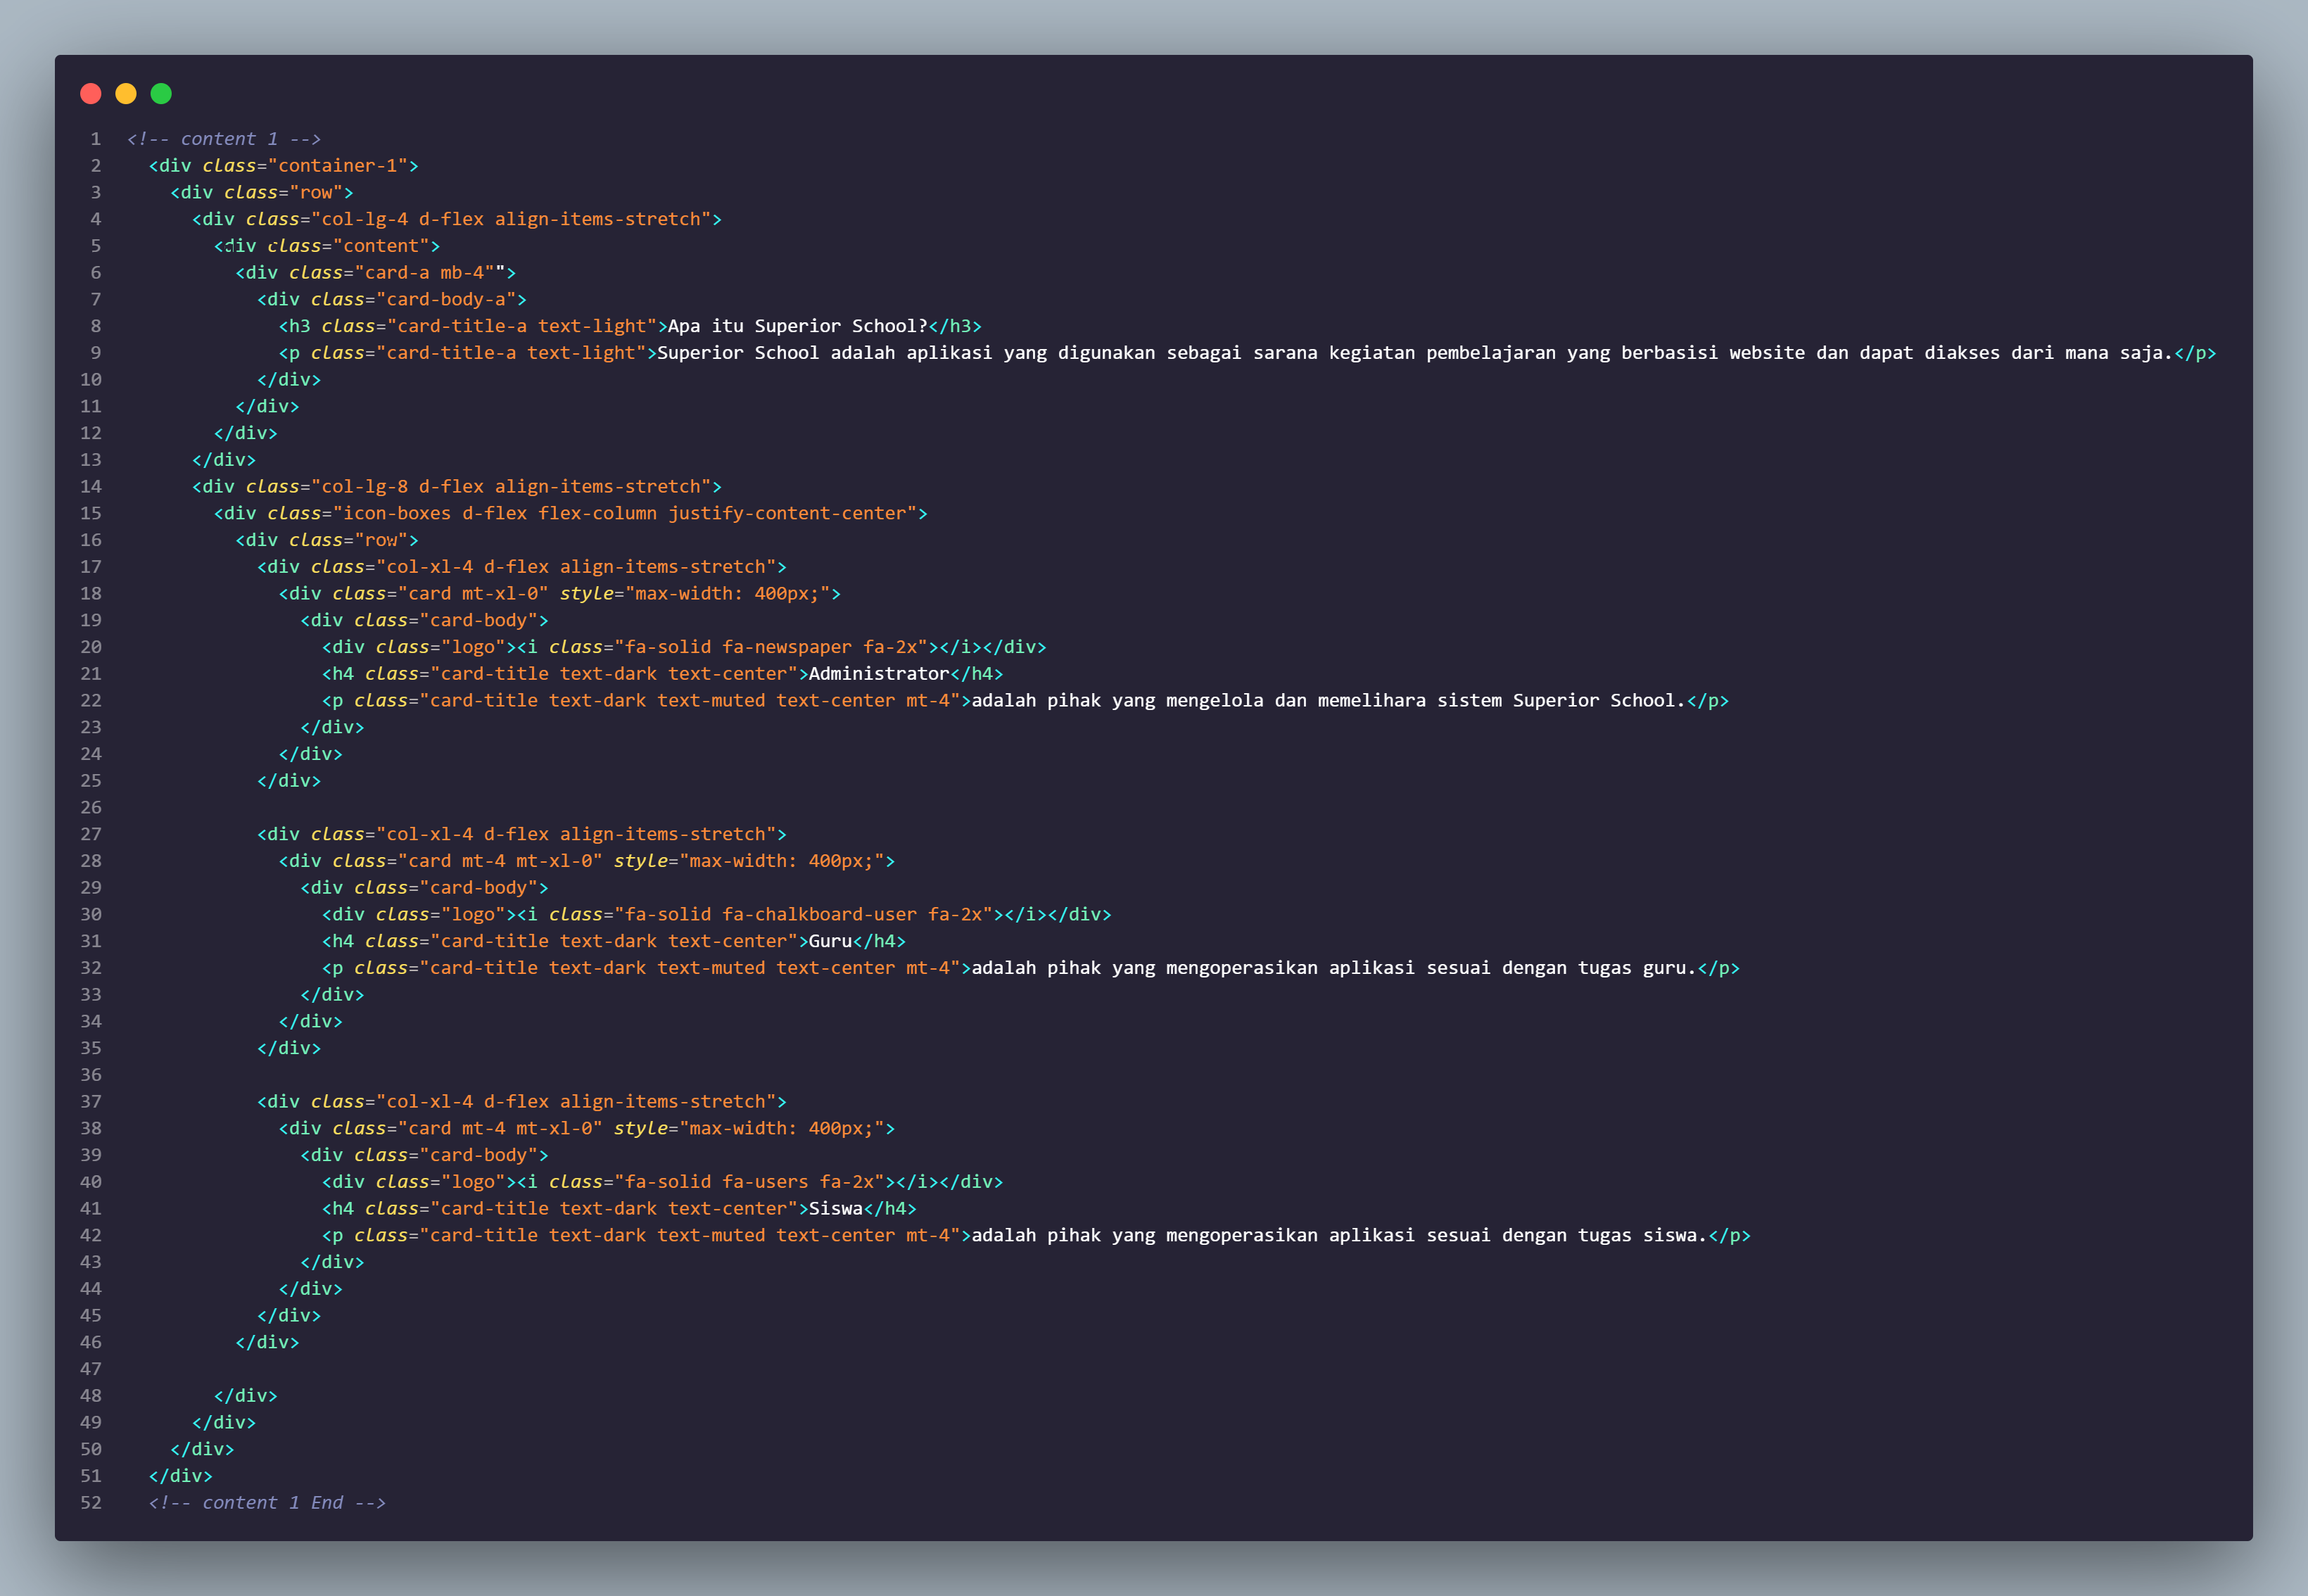 1 <!-- content 1 -->
2   <div class="container-1">
3     <div class="row">
4       <div class="col-lg-4 d-flex align-items-stretch">
5         <div class="content">
6           <div class="card-a mb-4"">
7             <div class="card-body-a">
8               <h3 class="card-title-a text-light">Apa itu Superior School?</h3>
9               <p class="card-title-a text-light">Superior School adalah aplikasi yang digunakan sebagai sarana kegiatan pembelajaran yang berbasisi website dan dapat diakses dari mana saja.</p>
10             </div>
11           </div>
12         </div>
13       </div>
14       <div class="col-lg-8 d-flex align-items-stretch">
15         <div class="icon-boxes d-flex flex-column justify-content-center">
16           <div class="row">
17             <div class="col-xl-4 d-flex align-items-stretch">
18               <div class="card mt-xl-0" style="max-width: 400px;">
19                 <div class="card-body">
20                   <div class="logo"><i class="fa-solid fa-newspaper fa-2x"></i></div>
21                   <h4 class="card-title text-dark text-center">Administrator</h4>
22                   <p class="card-title text-dark text-muted text-center mt-4">adalah pihak yang mengelola dan memelihara sistem Superior School.</p>
23                 </div>
24               </div>
25             </div>
26
27             <div class="col-xl-4 d-flex align-items-stretch">
28               <div class="card mt-4 mt-xl-0" style="max-width: 400px;">
29                 <div class="card-body">
30                   <div class="logo"><i class="fa-solid fa-chalkboard-user fa-2x"></i></div>
31                   <h4 class="card-title text-dark text-center">Guru</h4>
32                   <p class="card-title text-dark text-muted text-center mt-4">adalah pihak yang mengoperasikan aplikasi sesuai dengan tugas guru.</p>
33                 </div>
34               </div>
35             </div>
36
37             <div class="col-xl-4 d-flex align-items-stretch">
38               <div class="card mt-4 mt-xl-0" style="max-width: 400px;">
39                 <div class="card-body">
40                   <div class="logo"><i class="fa-solid fa-users fa-2x"></i></div>
41                   <h4 class="card-title text-dark text-center">Siswa</h4>
42                   <p class="card-title text-dark text-muted text-center mt-4">adalah pihak yang mengoperasikan aplikasi sesuai dengan tugas siswa.</p>
43                 </div>
44               </div>
45             </div>
46           </div>
47
48         </div>
49       </div>
50     </div>
51   </div>
52   <!-- content 1 End -->